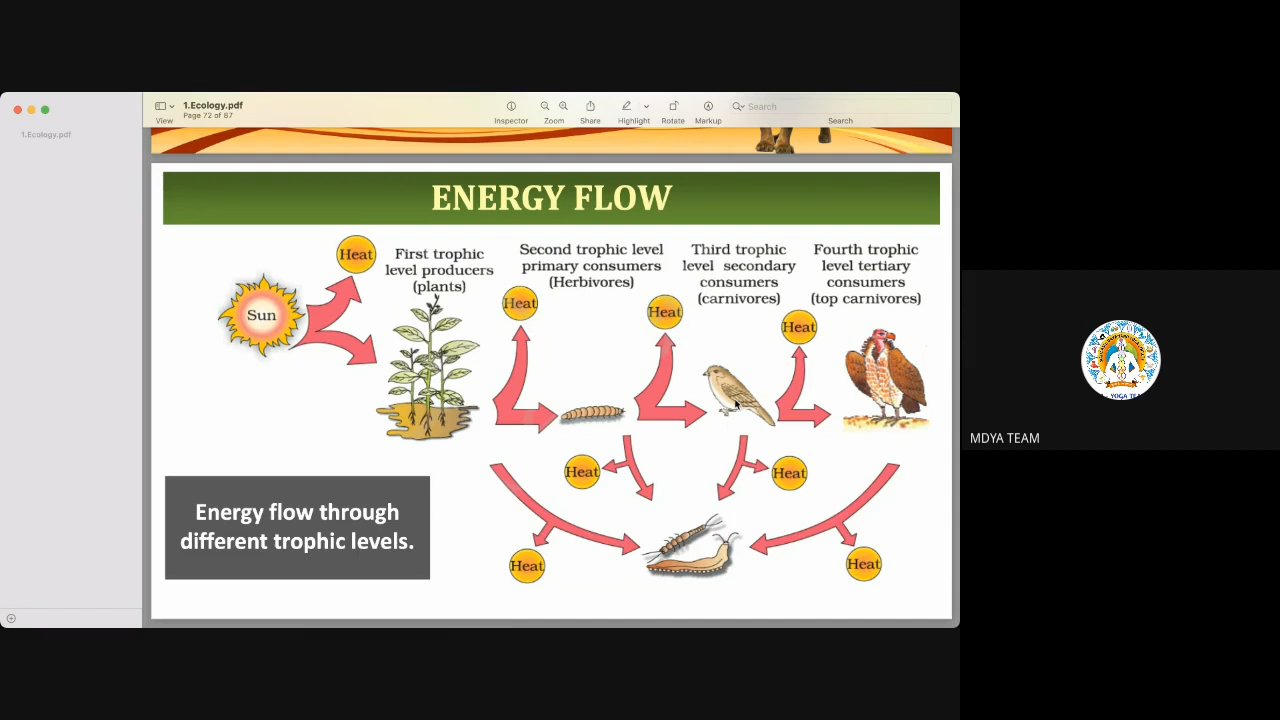 1.Ecology.pdf
Page 72 of 87
View
Inspector
Zoom
Share
Highlight
Rotate
Markup
Search
Search
1.Ecology.pdf
ENERGY FLOW
Sun
Heat
First trophic
level producers
(plants)
Second trophic level
primary consumers
(Herbivores)
Third trophic
level secondary
consumers
(carnivores)
Fourth trophic
level tertiary
consumers
(top carnivores)
Heat
Heat
Heat
Heat
Heat
Heat
Heat
Energy flow through
different trophic levels.
MDYA TEAM